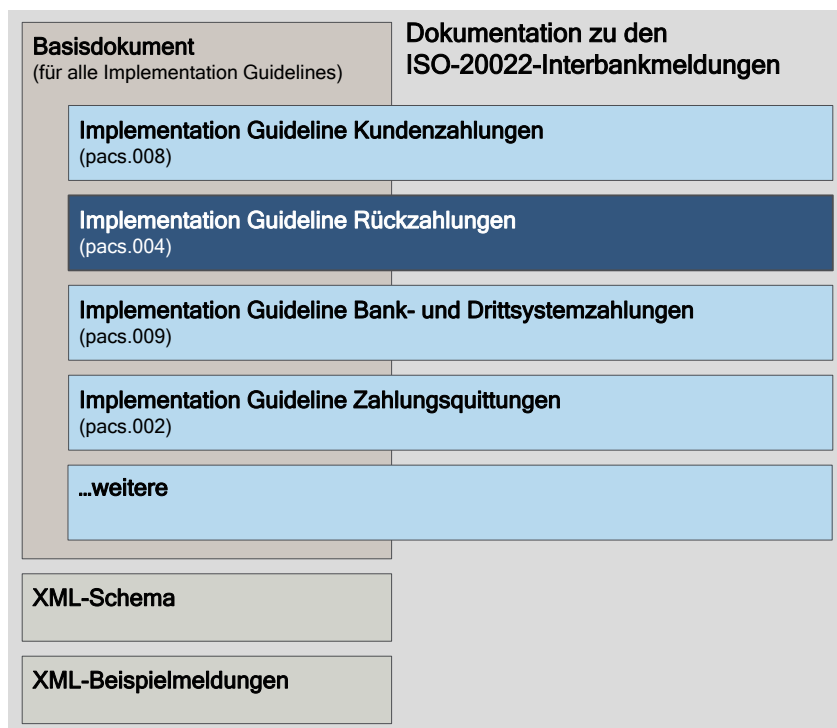 Basisdokument
(für alle Implementation Guidelines)
Dokumentation zu den
ISO-20022-Interbankmeldungen
Implementation Guideline Kundenzahlungen
(pacs.008)
Implementation Guideline Rückzahlungen
(pacs.004)
Implementation Guideline Bank- und Drittsystemzahlungen
(pacs.009)
Implementation Guideline Zahlungsquittungen
(pacs.002)
...weitere
XML-Schema
XML-Beispielmeldungen